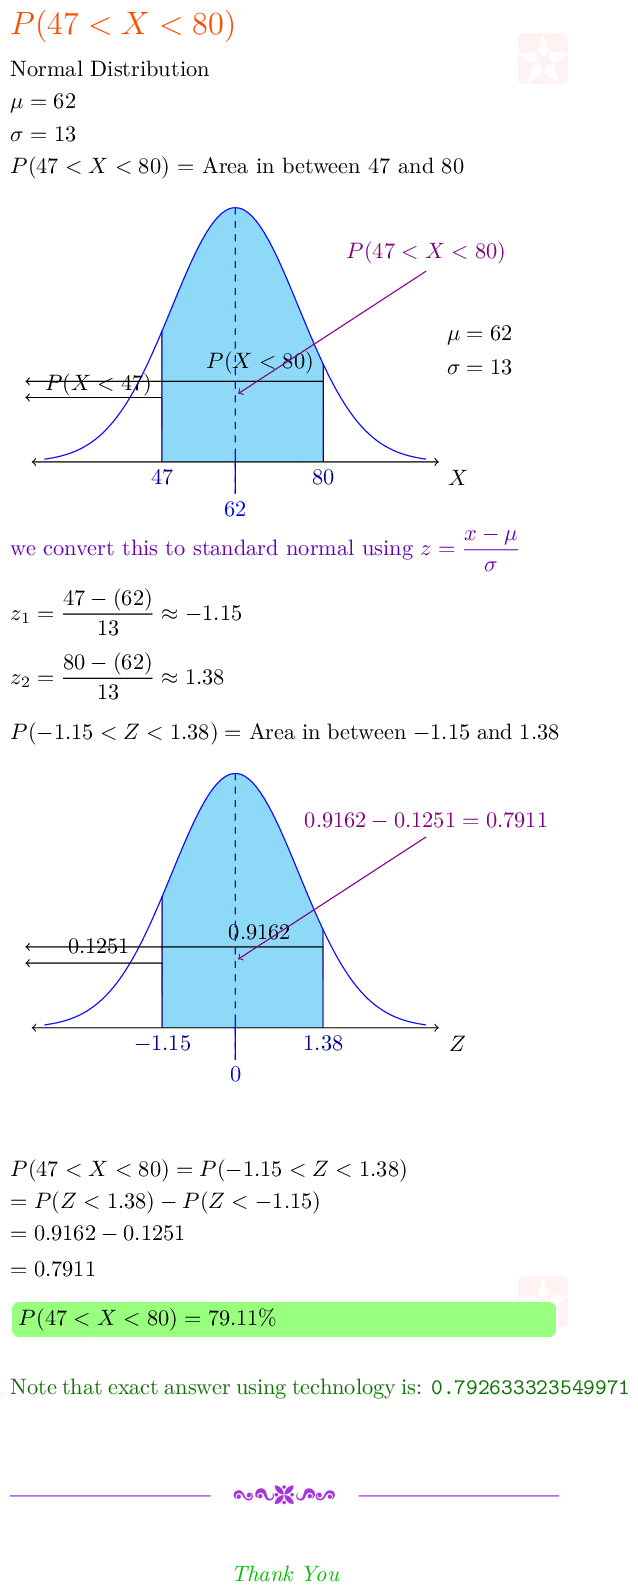 P(47 < X < 80)
Normal Distribution
μ = 62
σ = 13
P(47 < X < 80) = Area in between 47 and 80
P(47 < X < 80)
μ = 62
σ = 13
P(X < 80)
P(X < 47)
47
80
X
62
we convert this to standard normal using z = \frac{x − μ}{σ}
z₁ = \frac{47 − (62)}{13} ≈ −1.15
z₂ = \frac{80 − (62)}{13} ≈ 1.38
P(−1.15 < Z < 1.38) = Area in between −1.15 and 1.38
0.9162 − 0.1251 = 0.7911
0.9162
0.1251
−1.15
1.38
Z
0
P(47 < X < 80) = P(−1.15 < Z < 1.38)
= P(Z < 1.38) − P(Z < −1.15)
= 0.9162 − 0.1251
= 0.7911
P(47 < X < 80) = 79.11%
Note that exact answer using technology is: 0.792633323549971
Thank You